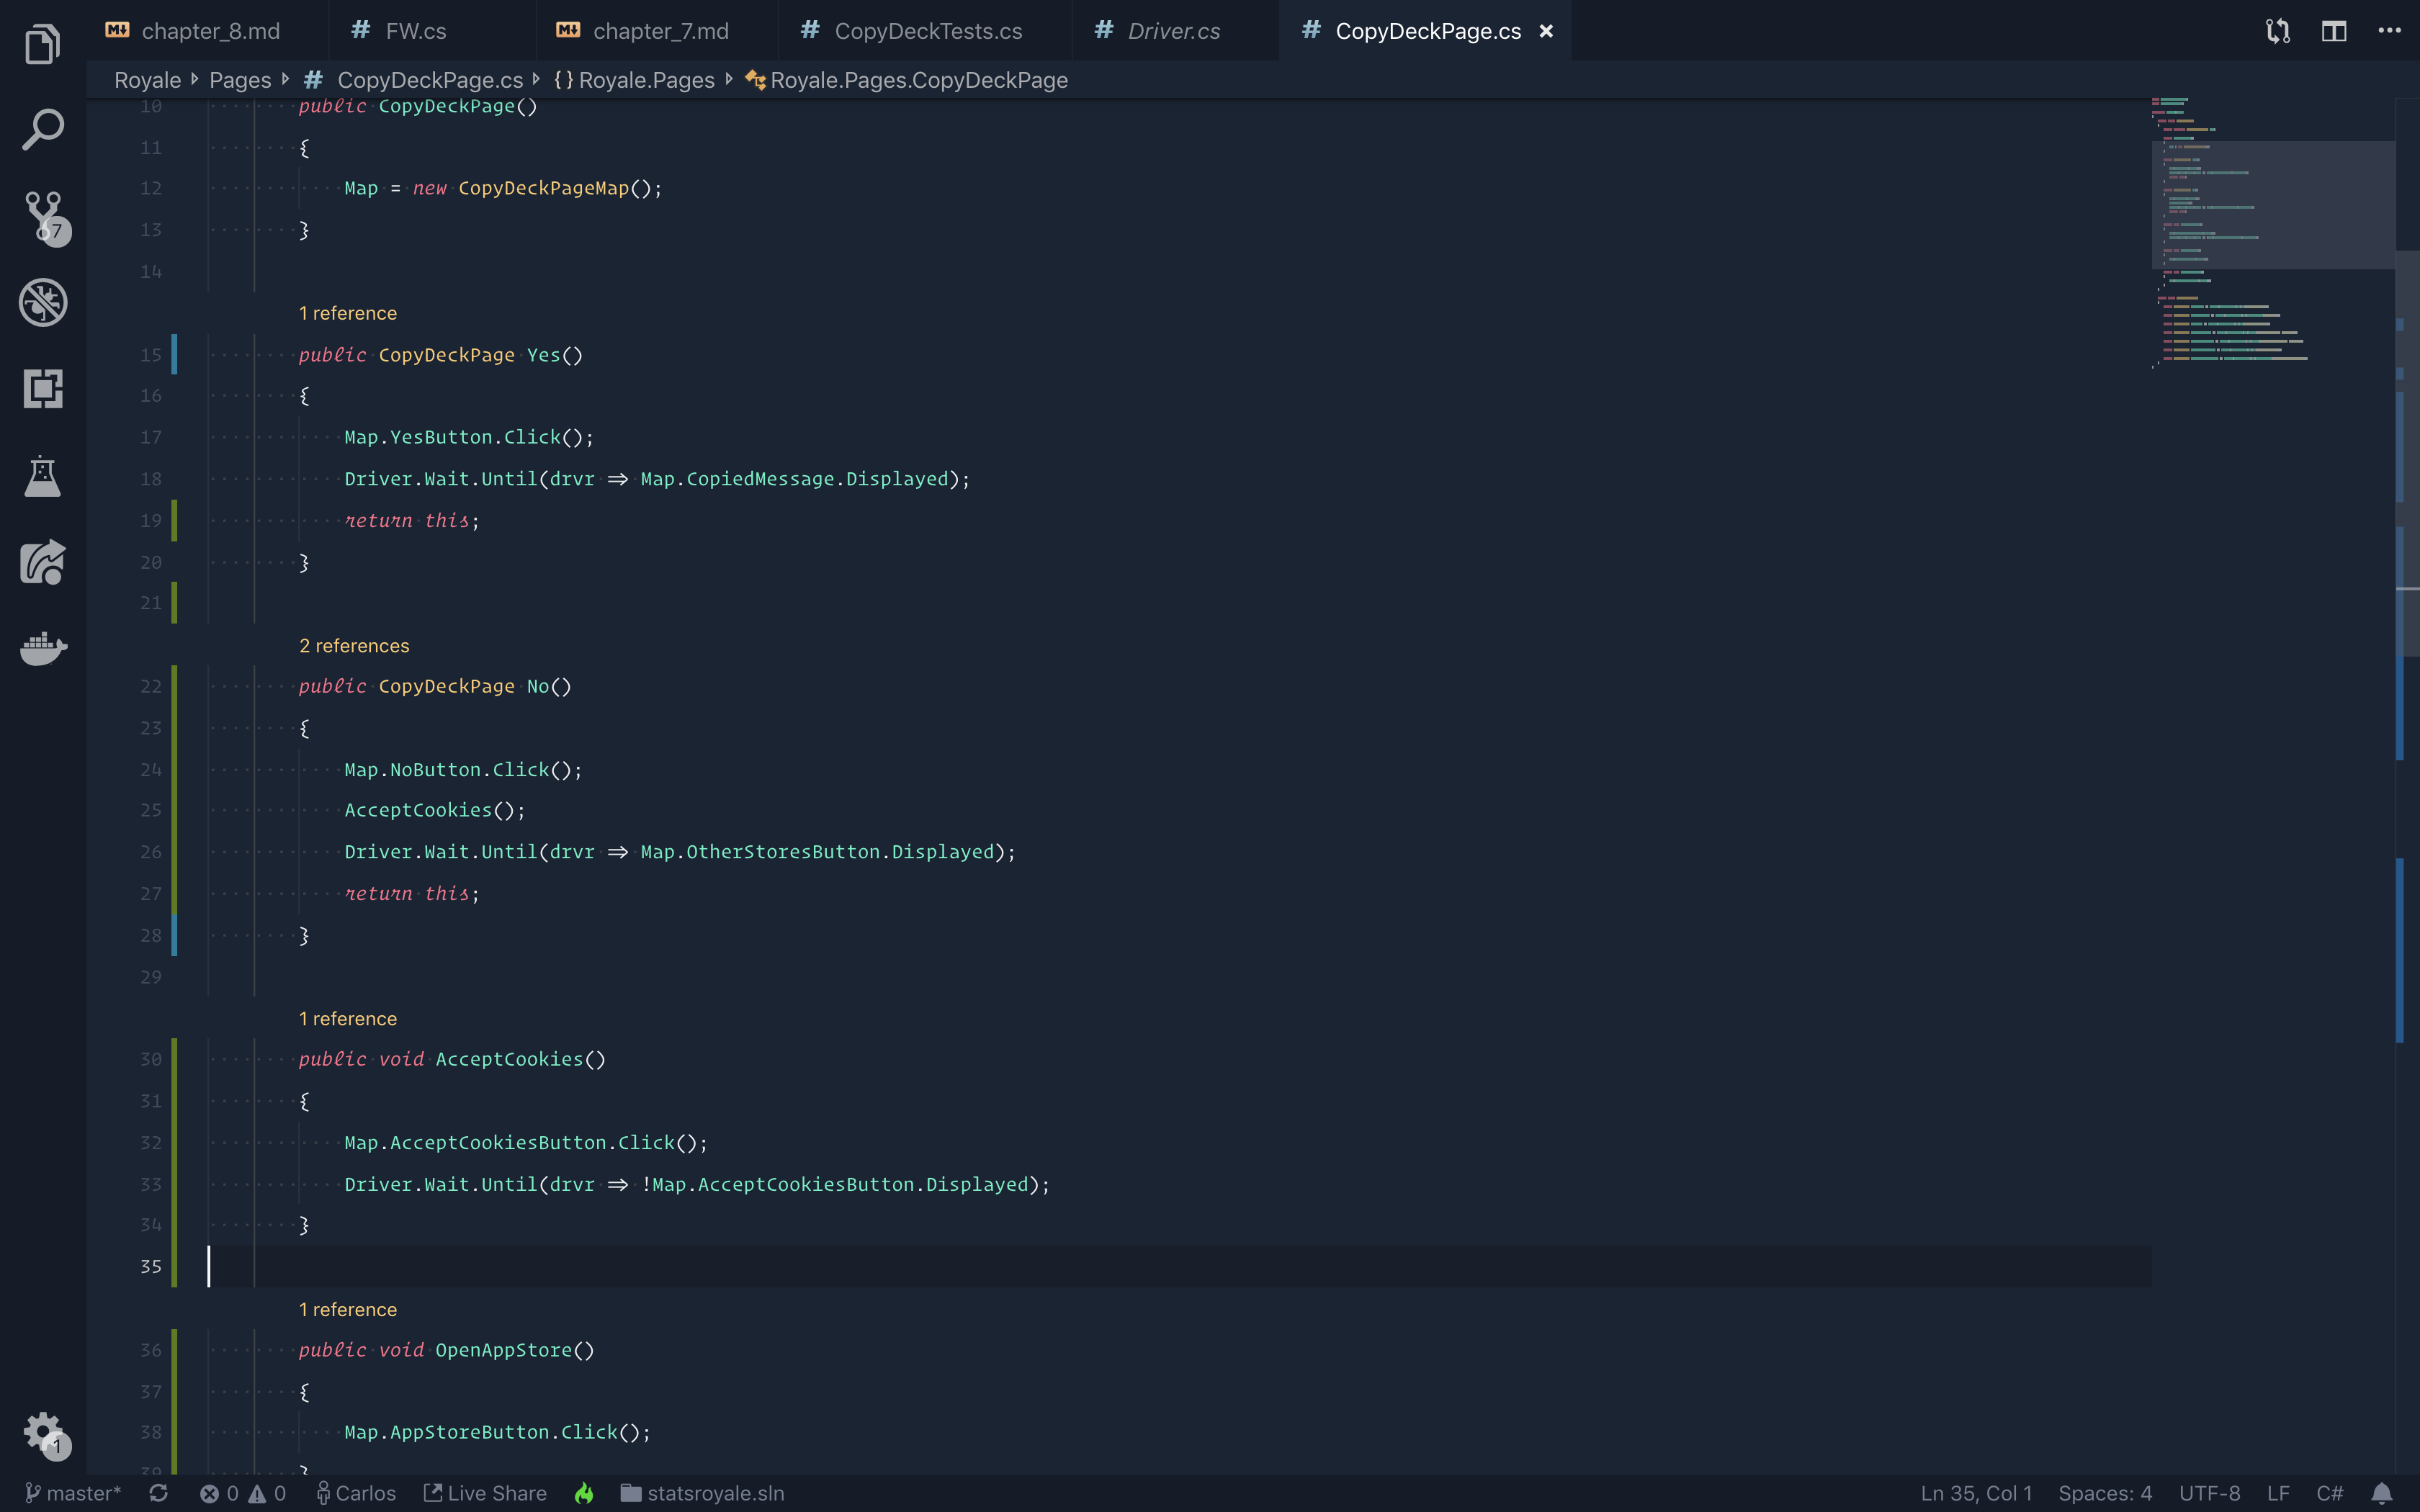 chapter_8.md # FW.cs chapter_7.md # CopyDeckTests.cs # Driver.cs # CopyDeckPage.cs ×
Royale Pages # CopyDeckPage.cs {} Royale.Pages Royale.Pages.CopyDeckPage
10 public CopyDeckPage()
11 {
12 Map = new CopyDeckPageMap();
13 }
14
1 reference
15 public CopyDeckPage Yes()
16 {
17 Map.YesButton.Click();
18 Driver.Wait.Until(drvr => Map.CopiedMessage.Displayed);
19 return this;
20 }
21
2 references
22 public CopyDeckPage No()
23 {
24 Map.NoButton.Click();
25 AcceptCookies();
26 Driver.Wait.Until(drvr => Map.OtherStoresButton.Displayed);
27 return this;
28 }
29
1 reference
30 public void AcceptCookies()
31 {
32 Map.AcceptCookiesButton.Click();
33 Driver.Wait.Until(drvr => !Map.AcceptCookiesButton.Displayed);
34 }
35
1 reference
36 public void OpenAppStore()
37 {
38 Map.AppStoreButton.Click();
39 }
7
1
master* 0 0 Carlos Live Share statsroyale.sln Ln 35, Col 1 Spaces: 4 UTF-8 LF C#